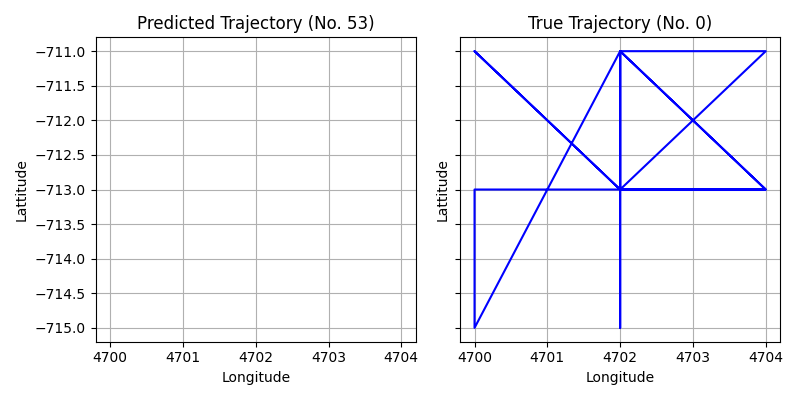 Predicted Trajectory (No. 53)
−711.0
−711.5
−712.0
−712.5
−713.0
−713.5
−714.0
−714.5
−715.0
Lattitude
4700 4701 4702 4703 4704
Longitude
True Trajectory (No. 0)
Lattitude
4700 4701 4702 4703 4704
Longitude